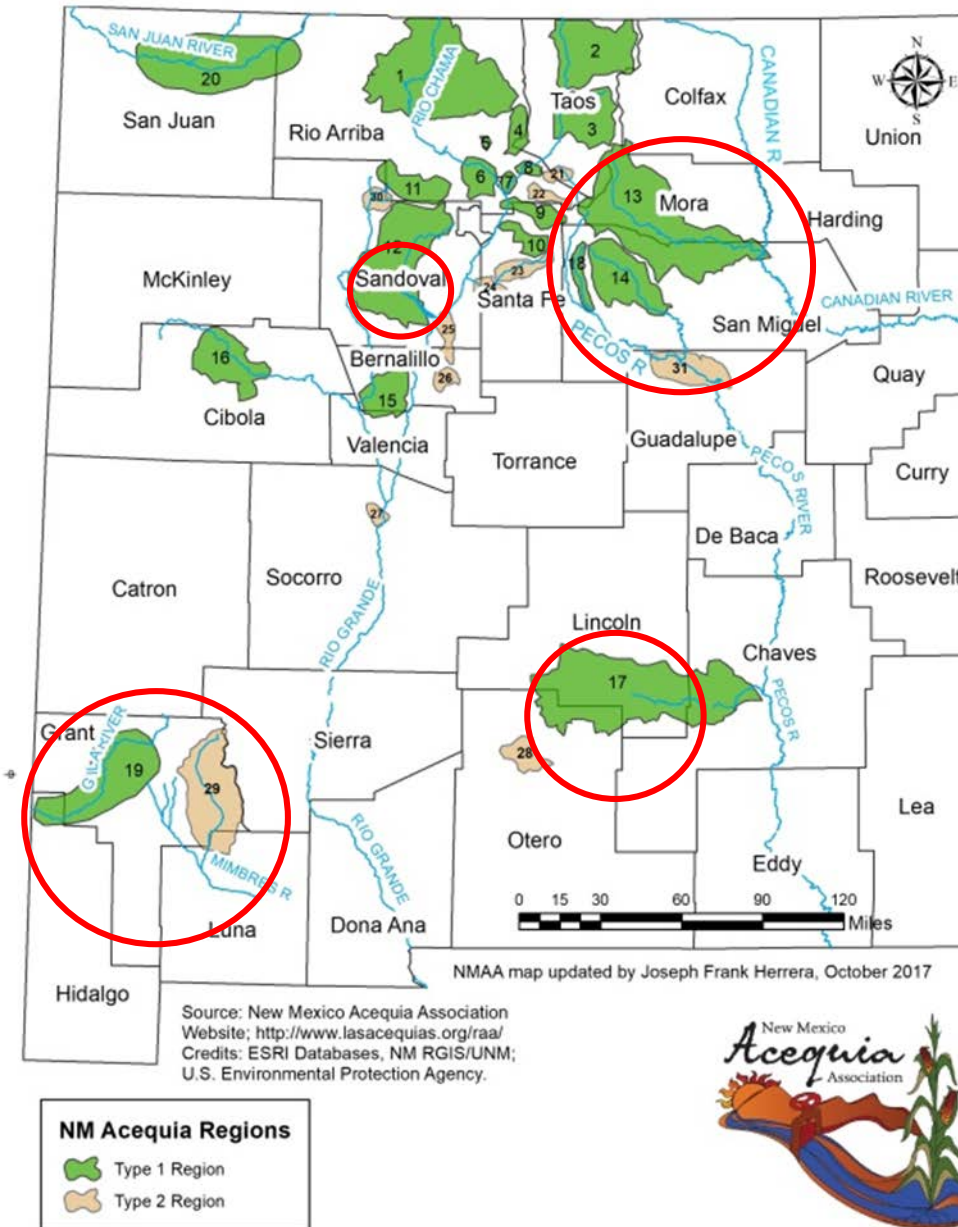 SAN JUAN RIVER
20
San Juan
Rio Arriba
1
RIO CHAMA
2
Taos
3
4
5
6
7
8
21
22
9
10
11
30
12
Colfax
CANADIAN R
Union
N
W
E
S
13
Mora
Harding
McKinley
Sandoval
18
14
23
24
Santa Fe
San Miguel
CANADIAN RIVER
PECOS R
25
Bernalillo
26
31
16
15
Quay
Cibola
Valencia
Torrance
Guadalupe
PECOS RIVER
Curry
27
De Baca
Catron
Socorro
Roosevelt
RIO GRANDE
Lincoln
Chaves
17
PECOS R
Grant
GILA RIVER
19
29
Sierra
28
Lea
Otero
MIMBRES R
RIO GRANDE
Eddy
Luna
Dona Ana
0 15 30 60 90 120
Miles
Hidalgo
NMAA map updated by Joseph Frank Herrera, October 2017
Source: New Mexico Acequia Association
Website; http://www.lasacequias.org/raa/
Credits: ESRI Databases, NM RGIS/UNM;
U.S. Environmental Protection Agency.
New Mexico
Acequia
Association
NM Acequia Regions
Type 1 Region
Type 2 Region